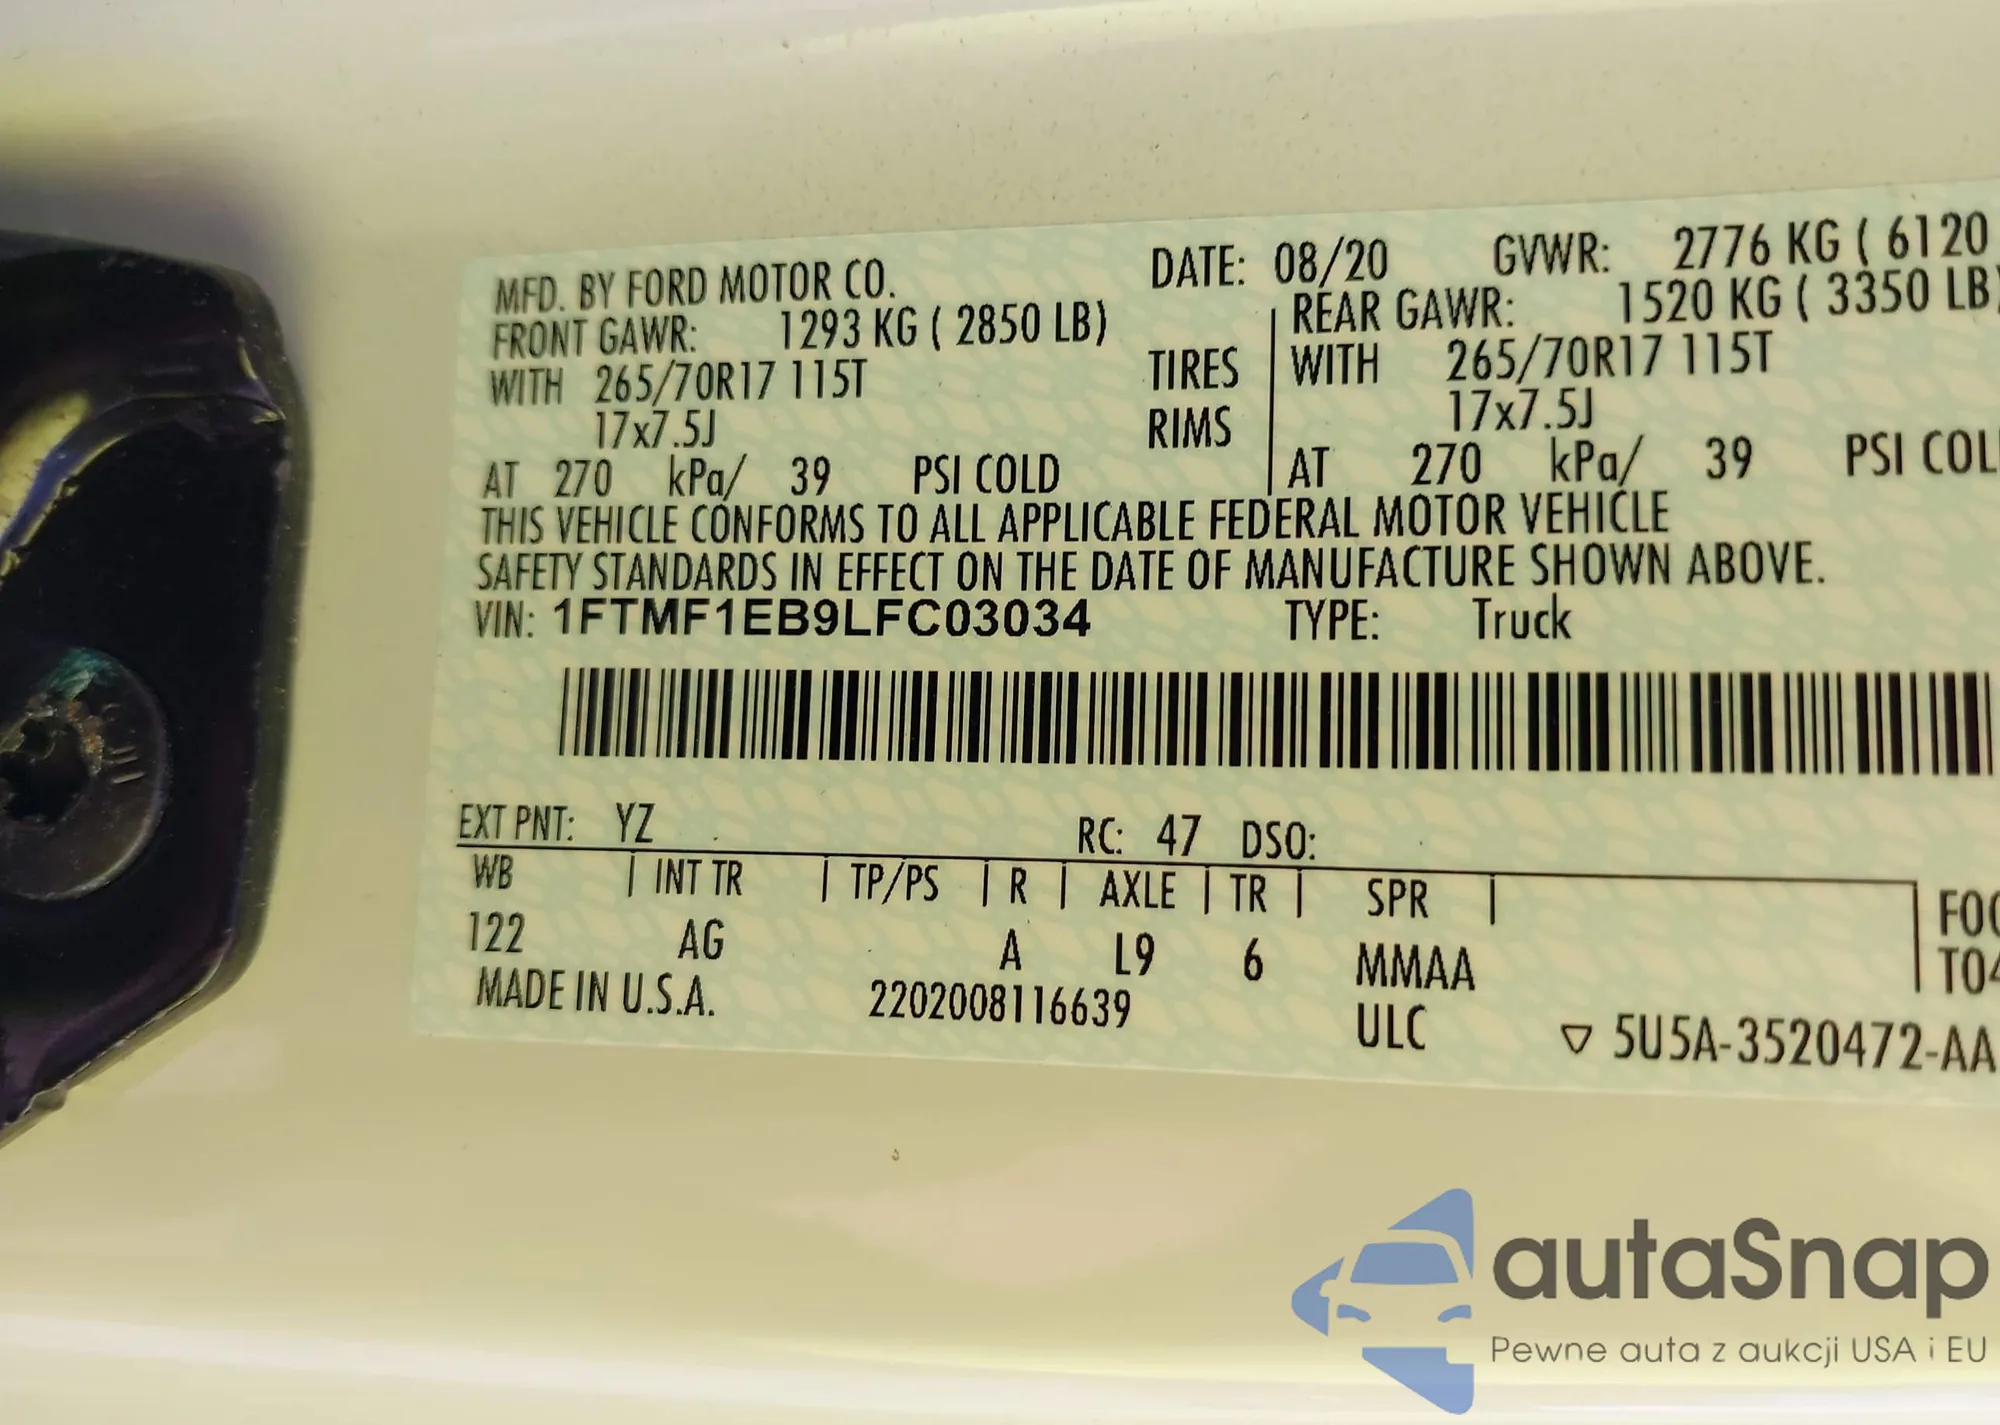 MFD. BY FORD MOTOR CO. DATE: 08/20 GVWR: 2776 KG ( 6120
FRONT GAWR: 1293 KG ( 2850 LB) REAR GAWR: 1520 KG ( 3350 LB)
WITH 265/70R17 115T TIRES WITH 265/70R17 115T
17x7.5J RIMS 17x7.5J
AT 270 kPa/ 39 PSI COLD AT 270 kPa/ 39 PSI COL
THIS VEHICLE CONFORMS TO ALL APPLICABLE FEDERAL MOTOR VEHICLE
SAFETY STANDARDS IN EFFECT ON THE DATE OF MANUFACTURE SHOWN ABOVE.
VIN: 1FTMF1EB9LFC03034 TYPE: Truck
EXT PNT: YZ RC: 47 DSO:
WB | INT TR | TP/PS | R | AXLE | TR | SPR |
122 AG A L9 6 MMAA
MADE IN U.S.A. 2202008116639 ULC ▽ 5U5A-3520472-AA
autaSnap
Pewne auta z aukcji USA i EU